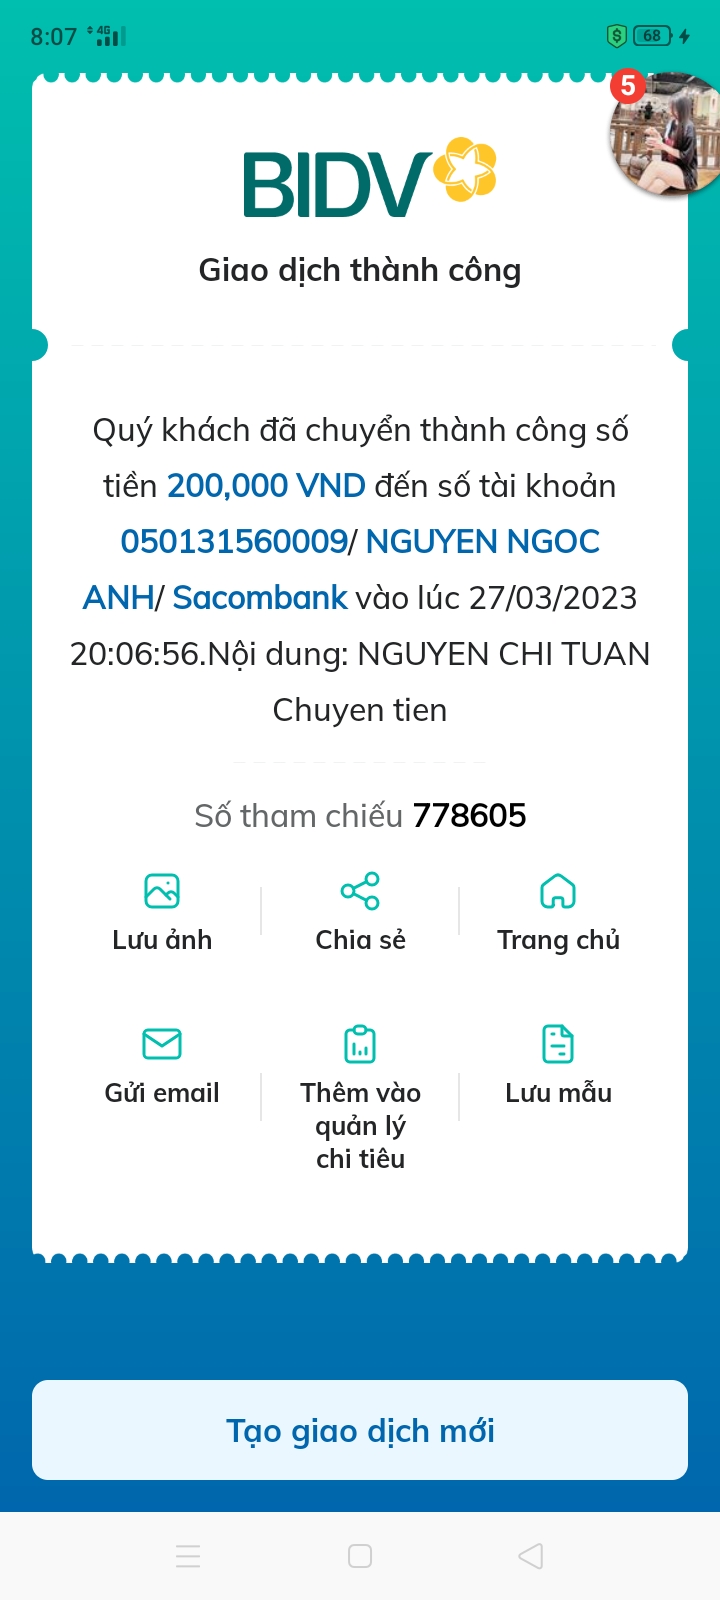 8:07 4G 68
5
BIDV
Giao dịch thành công
Quý khách đã chuyển thành công số
tiền 200,000 VND đến số tài khoản
050131560009/ NGUYEN NGOC
ANH/ Sacombank vào lúc 27/03/2023
20:06:56.Nội dung: NGUYEN CHI TUAN
Chuyen tien
Số tham chiếu 778605
Lưu ảnh
Chia sẻ
Trang chủ
Gửi email
Thêm vào
quản lý
chi tiêu
Lưu mẫu
Tạo giao dịch mới